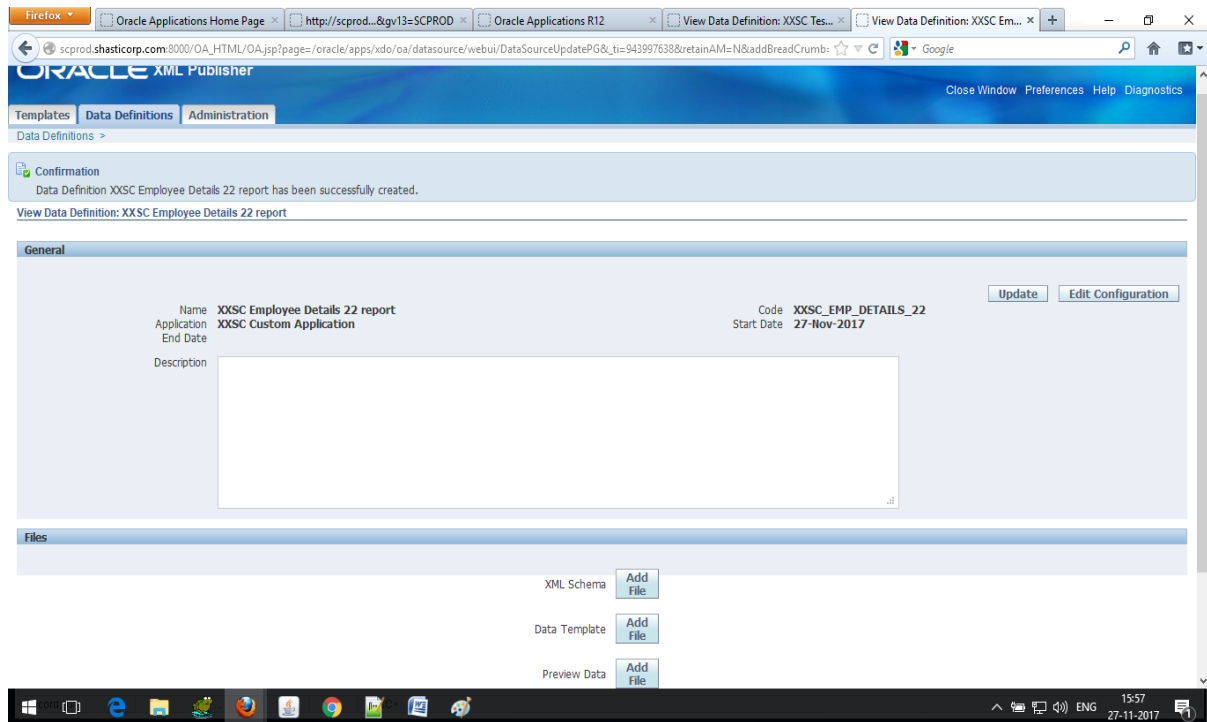 Firefox
Oracle Applications Home Page × http://scprod...&gv13=SCPROD × Oracle Applications R12 × View Data Definition: XXSC Tes... × View Data Definition: XXSC Em... × +
scprod.shasticorp.com:8000/OA_HTML/OA.jsp?page=/oracle/apps/xdo/oa/datasource/webui/DataSourceUpdatePG&_ti=943997638&retainAM=N&addBreadCrumb: Google
ORACLE XML Publisher
Close Window Preferences Help Diagnostics
Templates Data Definitions Administration
Data Definitions >
Confirmation
Data Definition XXSC Employee Details 22 report has been successfully created.
View Data Definition: XXSC Employee Details 22 report
General
Update Edit Configuration
Name XXSC Employee Details 22 report Code XXSC_EMP_DETAILS_22
Application XXSC Custom Application Start Date 27-Nov-2017
End Date
Description
Files
XML Schema Add File
Data Template Add File
Preview Data Add File
ENG 15:57
27-11-2017